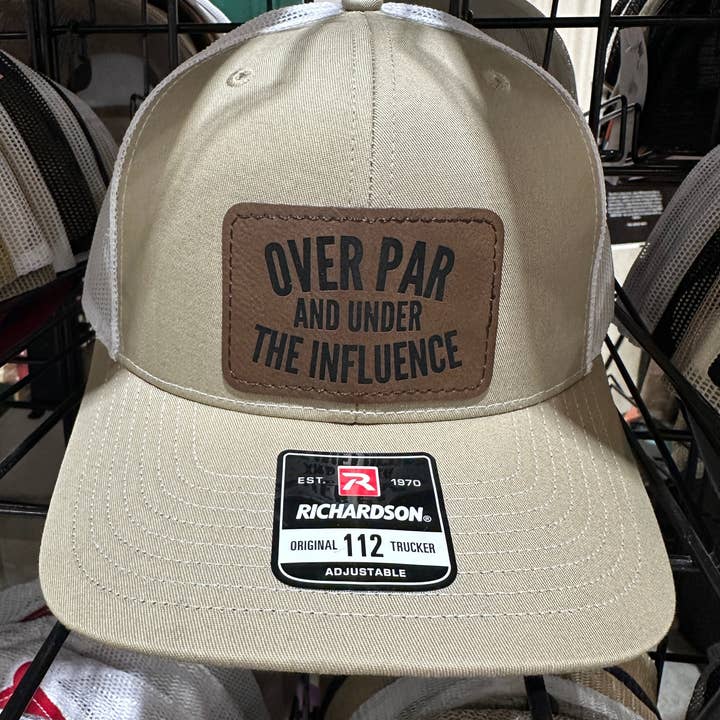 OVER PAR
AND UNDER
THE INFLUENCE
EST. R 1970
RICHARDSON®
ORIGINAL 112 TRUCKER
ADJUSTABLE